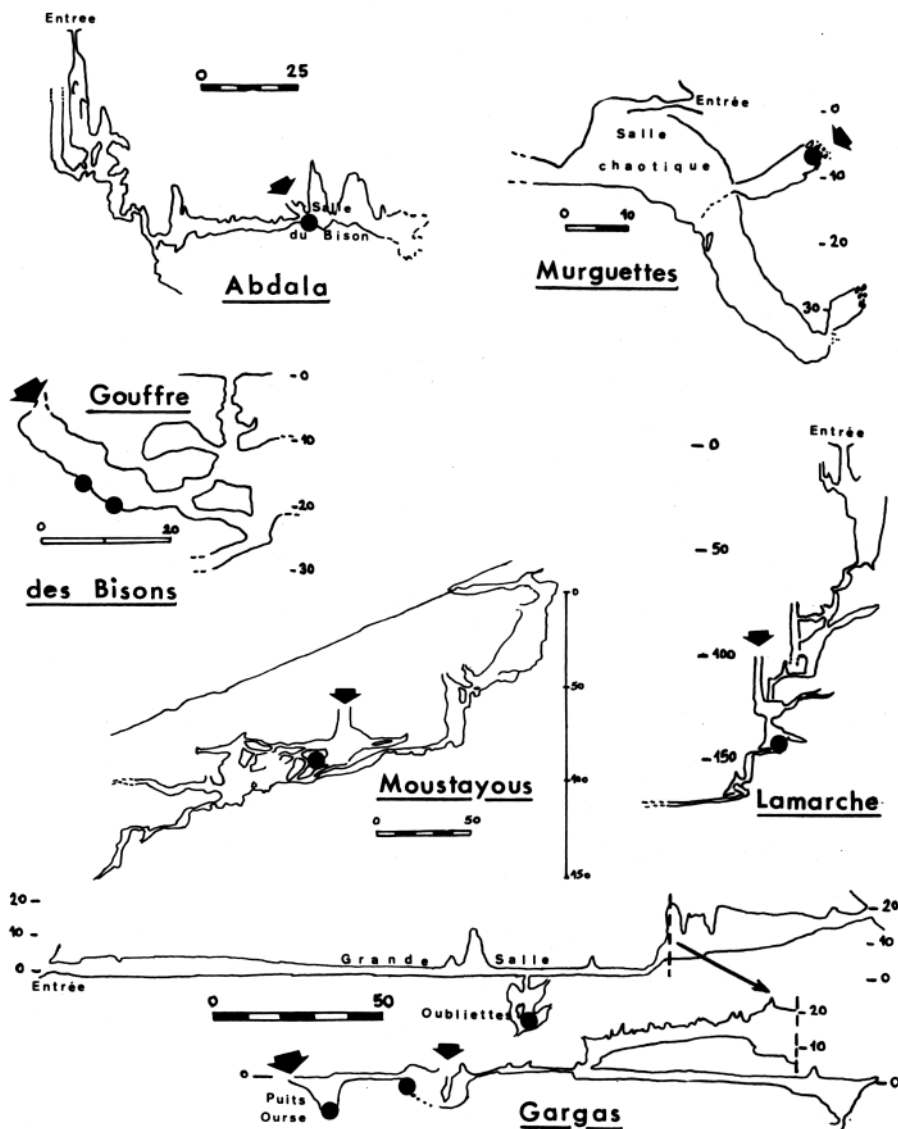 Entree
0 25
Salle
du Bison
Abdala
Entrée
Salle
chaotique
- 0
- 10
- 20
30 -
0 10
Murguettes
Gouffre
- 0
- 10
- 20
- 30
0 20
des Bisons
Entrée
- 0
- 50
- 100
- 150
Lamarche
0
50
100
150
Moustayous
0 50
20 -
10 -
0 -
Entrée
Grande Salle
- 20
- 10
- 0
Oubliettes
0 50
- 20
- 10
0 -
- 0
Puits
Ourse
Gargas